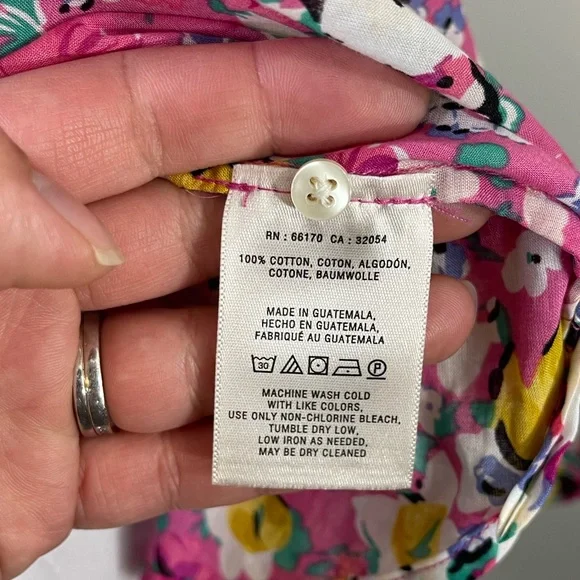 RN : 66170 CA : 32054
100% COTTON, COTON, ALGODÓN,
COTONE, BAUMWOLLE
MADE IN GUATEMALA,
HECHO EN GUATEMALA,
FABRIQUÉ AU GUATEMALA
30 P
MACHINE WASH COLD
WITH LIKE COLORS,
USE ONLY NON-CHLORINE BLEACH,
TUMBLE DRY LOW,
LOW IRON AS NEEDED,
MAY BE DRY CLEANED